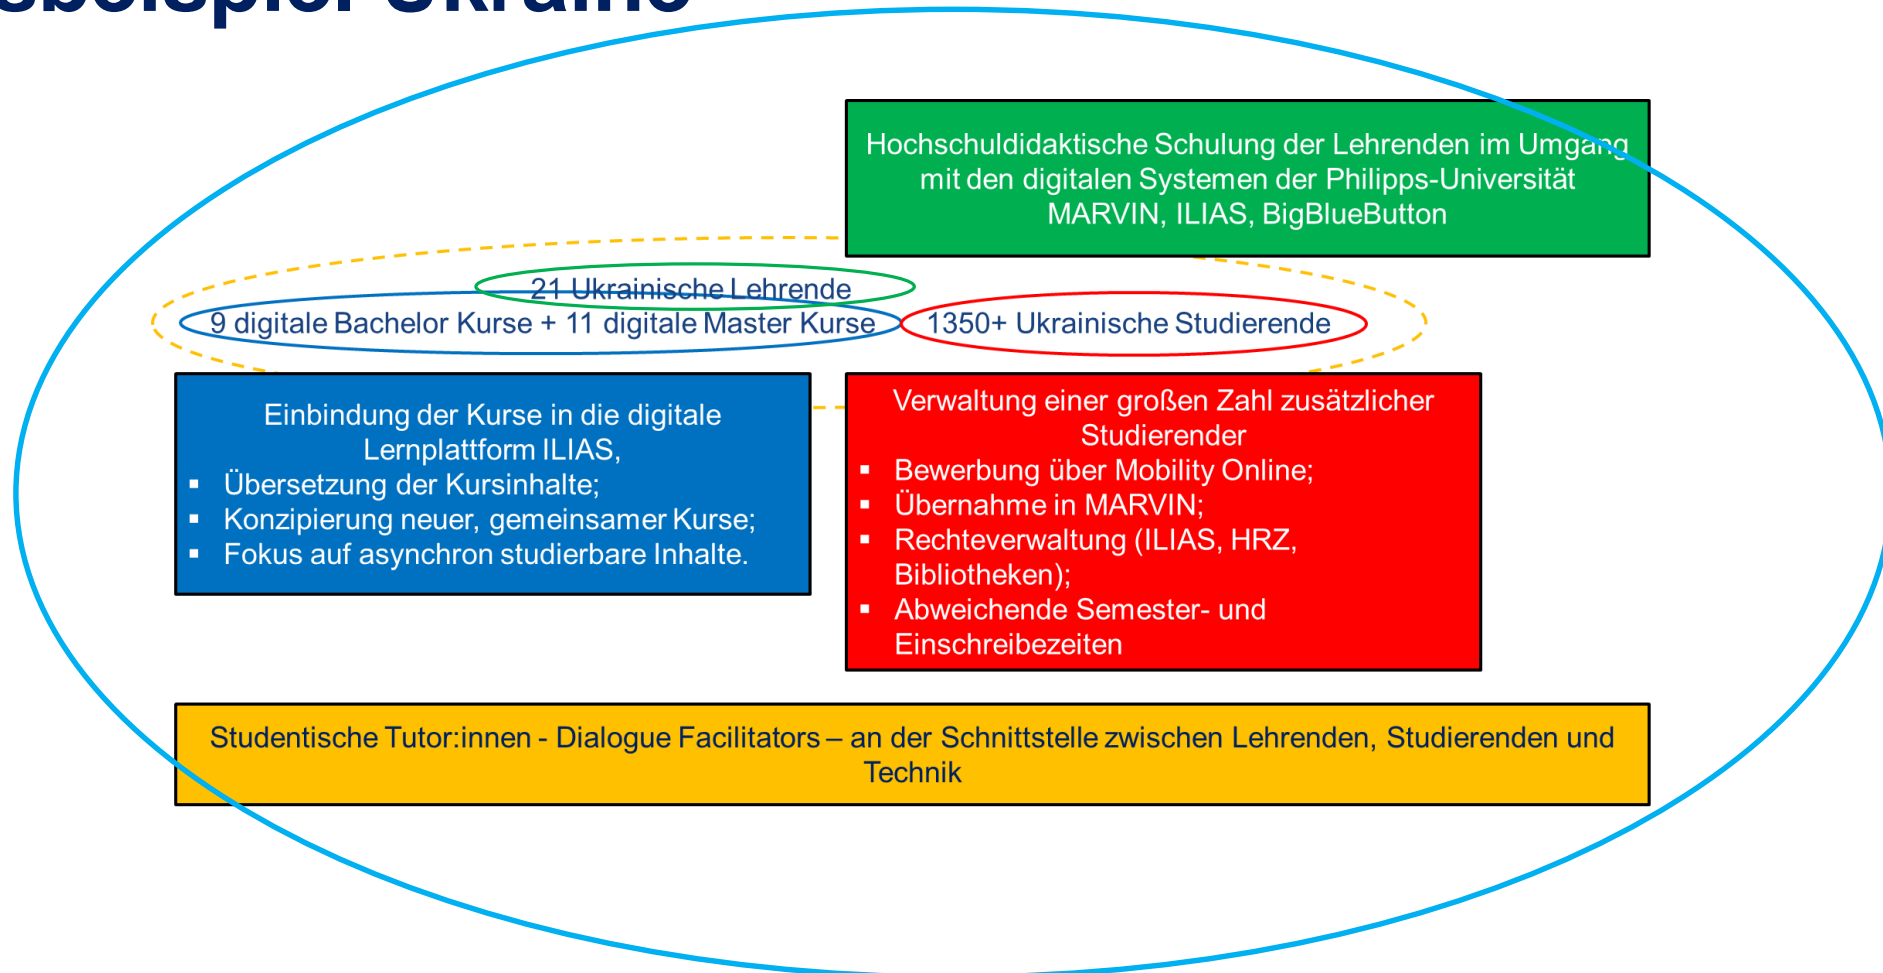 sbeispiel Ukraine
Hochschuldidaktische Schulung der Lehrenden im Umgang
mit den digitalen Systemen der Philipps-Universität
MARVIN, ILIAS, BigBlueButton
21 Ukrainische Lehrende
9 digitale Bachelor Kurse + 11 digitale Master Kurse
1350+ Ukrainische Studierende
Einbindung der Kurse in die digitale
Lernplattform ILIAS,
▪ Übersetzung der Kursinhalte;
▪ Konzipierung neuer, gemeinsamer Kurse;
▪ Fokus auf asynchron studierbare Inhalte.
Verwaltung einer großen Zahl zusätzlicher
Studierender
▪ Bewerbung über Mobility Online;
▪ Übernahme in MARVIN;
▪ Rechteverwaltung (ILIAS, HRZ,
Bibliotheken);
▪ Abweichende Semester- und
Einschreibezeiten
Studentische Tutor:innen - Dialogue Facilitators – an der Schnittstelle zwischen Lehrenden, Studierenden und
Technik